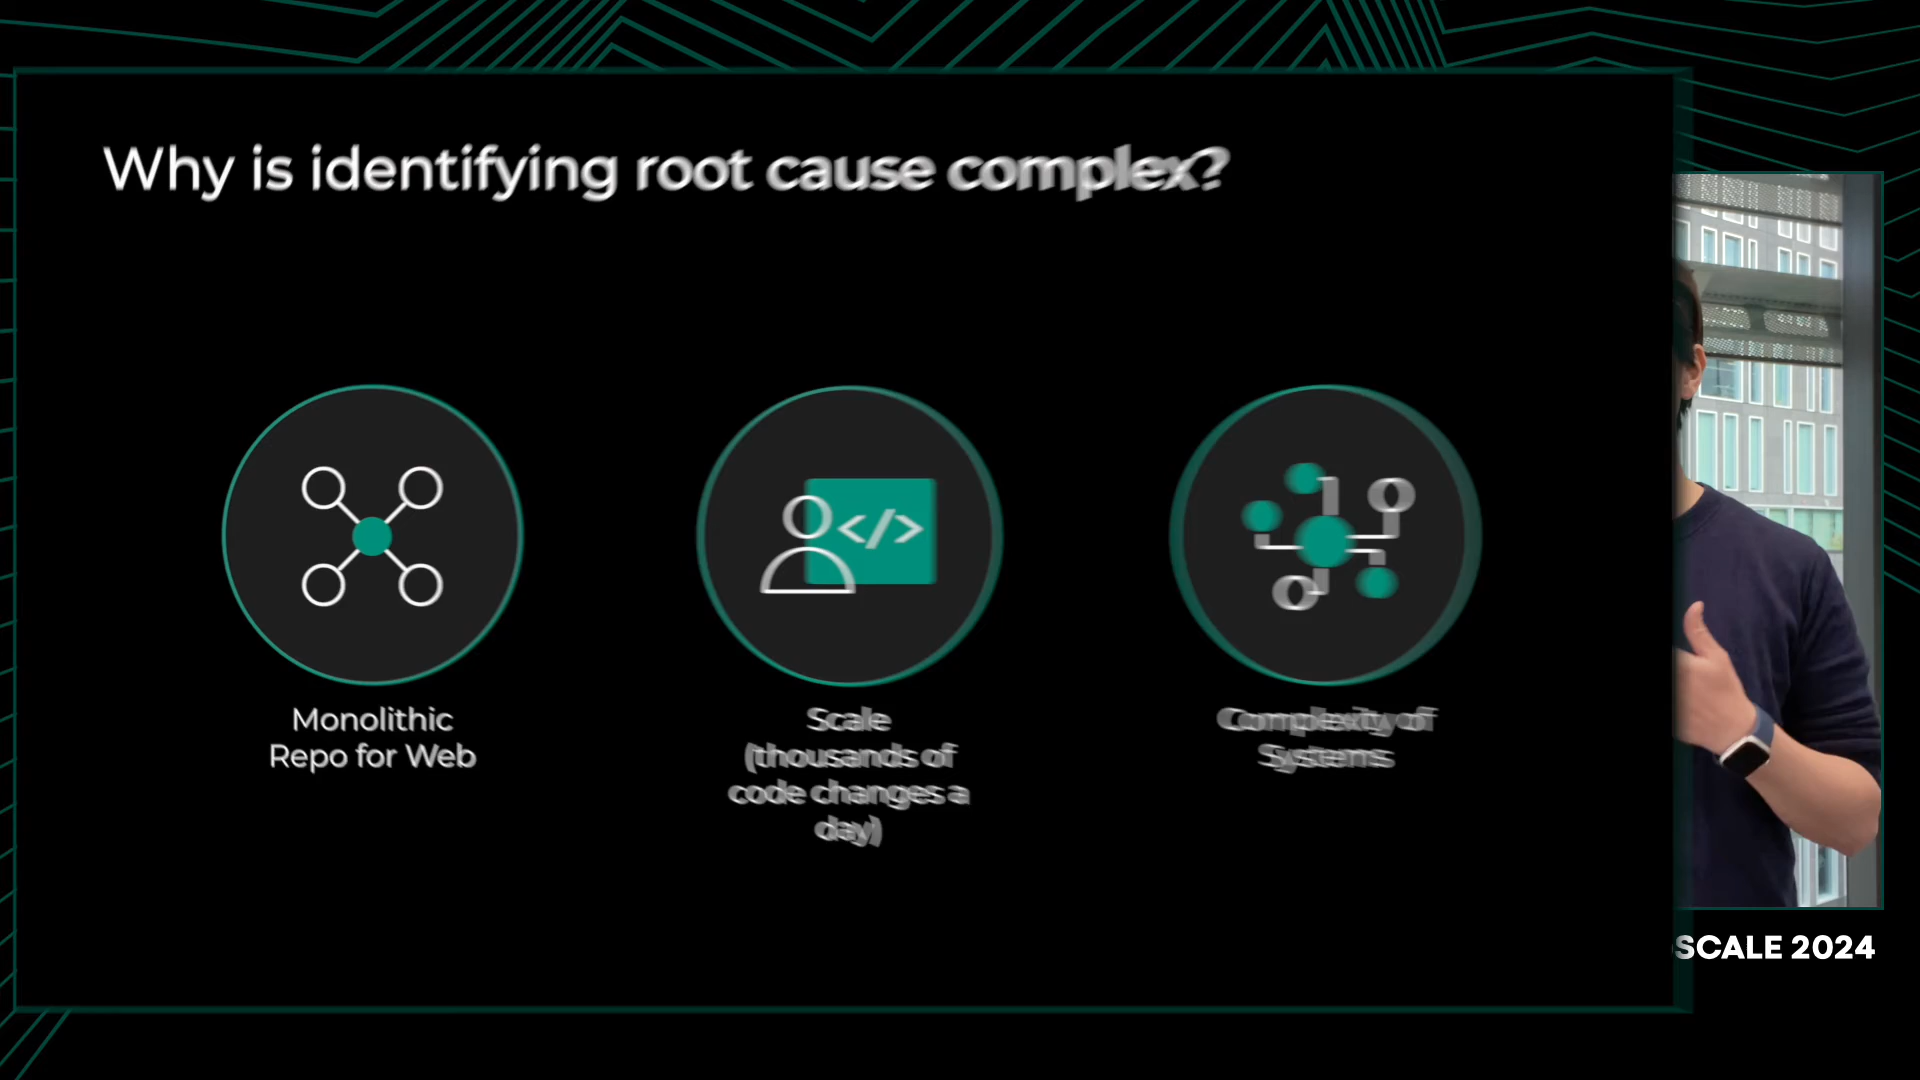 Why is identifying root cause complex?
</>
Monolithic
Repo for Web
Scale
(thousands of
code changes a
day)
Complexity of
Systems
SCALE 2024